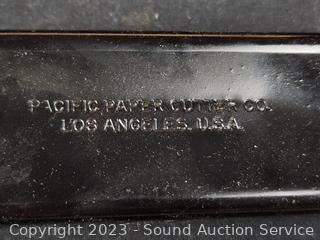 PACIFIC PAPER CUTTER CO.
LOS ANGELES, U.S.A.
Copyright 2023 - Sound Auction Service